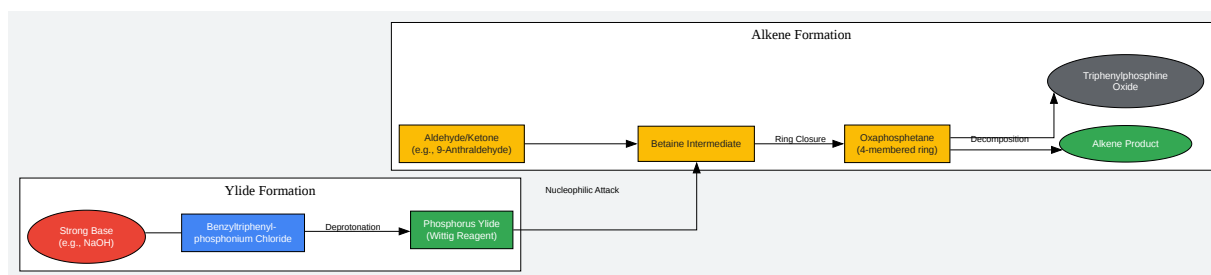 Alkene Formation
Triphenylphosphine
Oxide
Aldehyde/Ketone
(e.g., 9-Anthraldehyde)
Betaine Intermediate
Ring Closure
Oxaphosphetane
(4-membered ring)
Decomposition
Alkene Product
Ylide Formation
Nucleophilic Attack
Strong Base
(e.g., NaOH)
Benzyltriphenyl-
phosphonium Chloride
Deprotonation
Phosphorus Ylide
(Wittig Reagent)